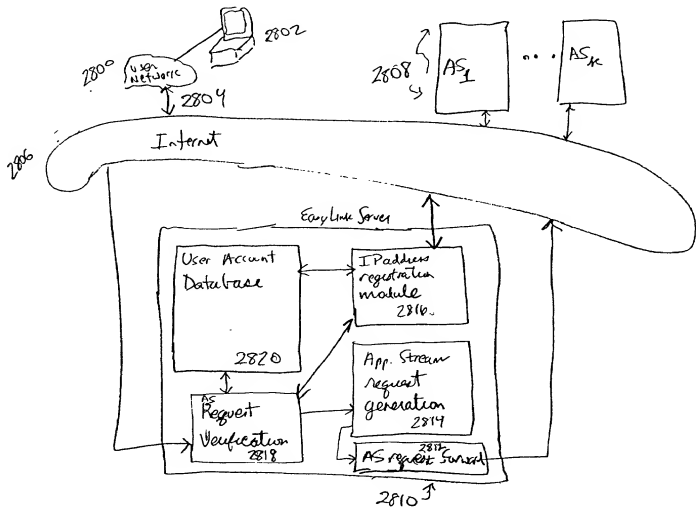 2802
2800
User
Network
2804
2808
AS1
AS
2806
Internet
EasyLink Server
User Account
Database
2820
IP address
registration
module
2816
App. Stream
request
generation
2814
AS
Request
Verification
2818
2812
AS request forward
2810